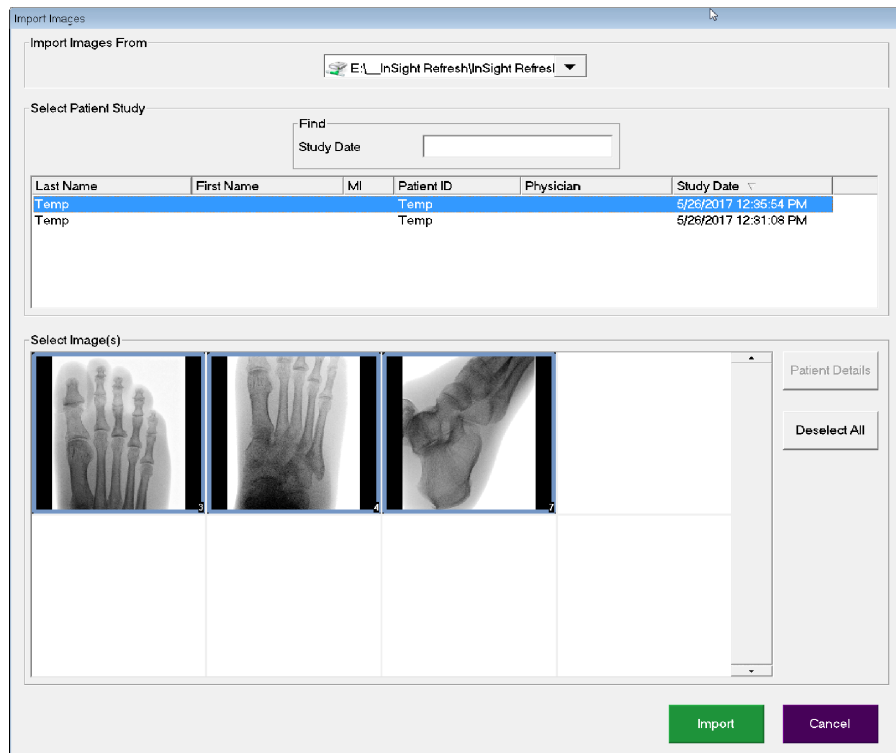 Import Images
Import Images From
E:\__InSight Refresh\InSight Refresl
Select Patient Study
Find
Study Date
Last Name First Name MI Patient ID Physician Study Date
Temp Temp 5/26/2017 12:35:54 PM
Temp Temp 5/26/2017 12:31:08 PM
Select Image(s)
3 4 7
Patient Details
Deselect All
Import Cancel